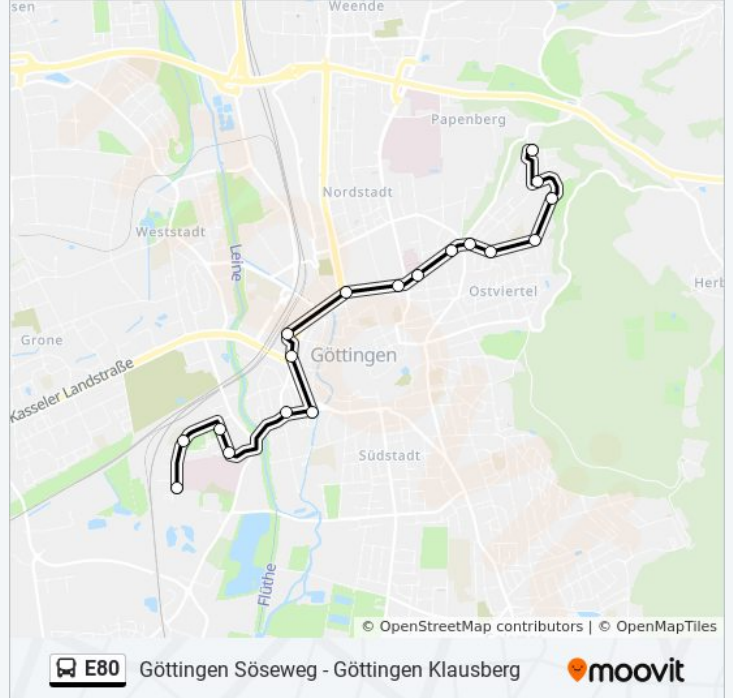 sen
Weende
Papenberg
Nordstadt
Weststadt
Leine
Ostviertel
Herb
Grone
Göttingen
Kasseler Landstraße
Südstadt
Flüthe
© OpenStreetMap contributors | © OpenMapTiles
E80 Göttingen Söseweg - Göttingen Klausberg moovit